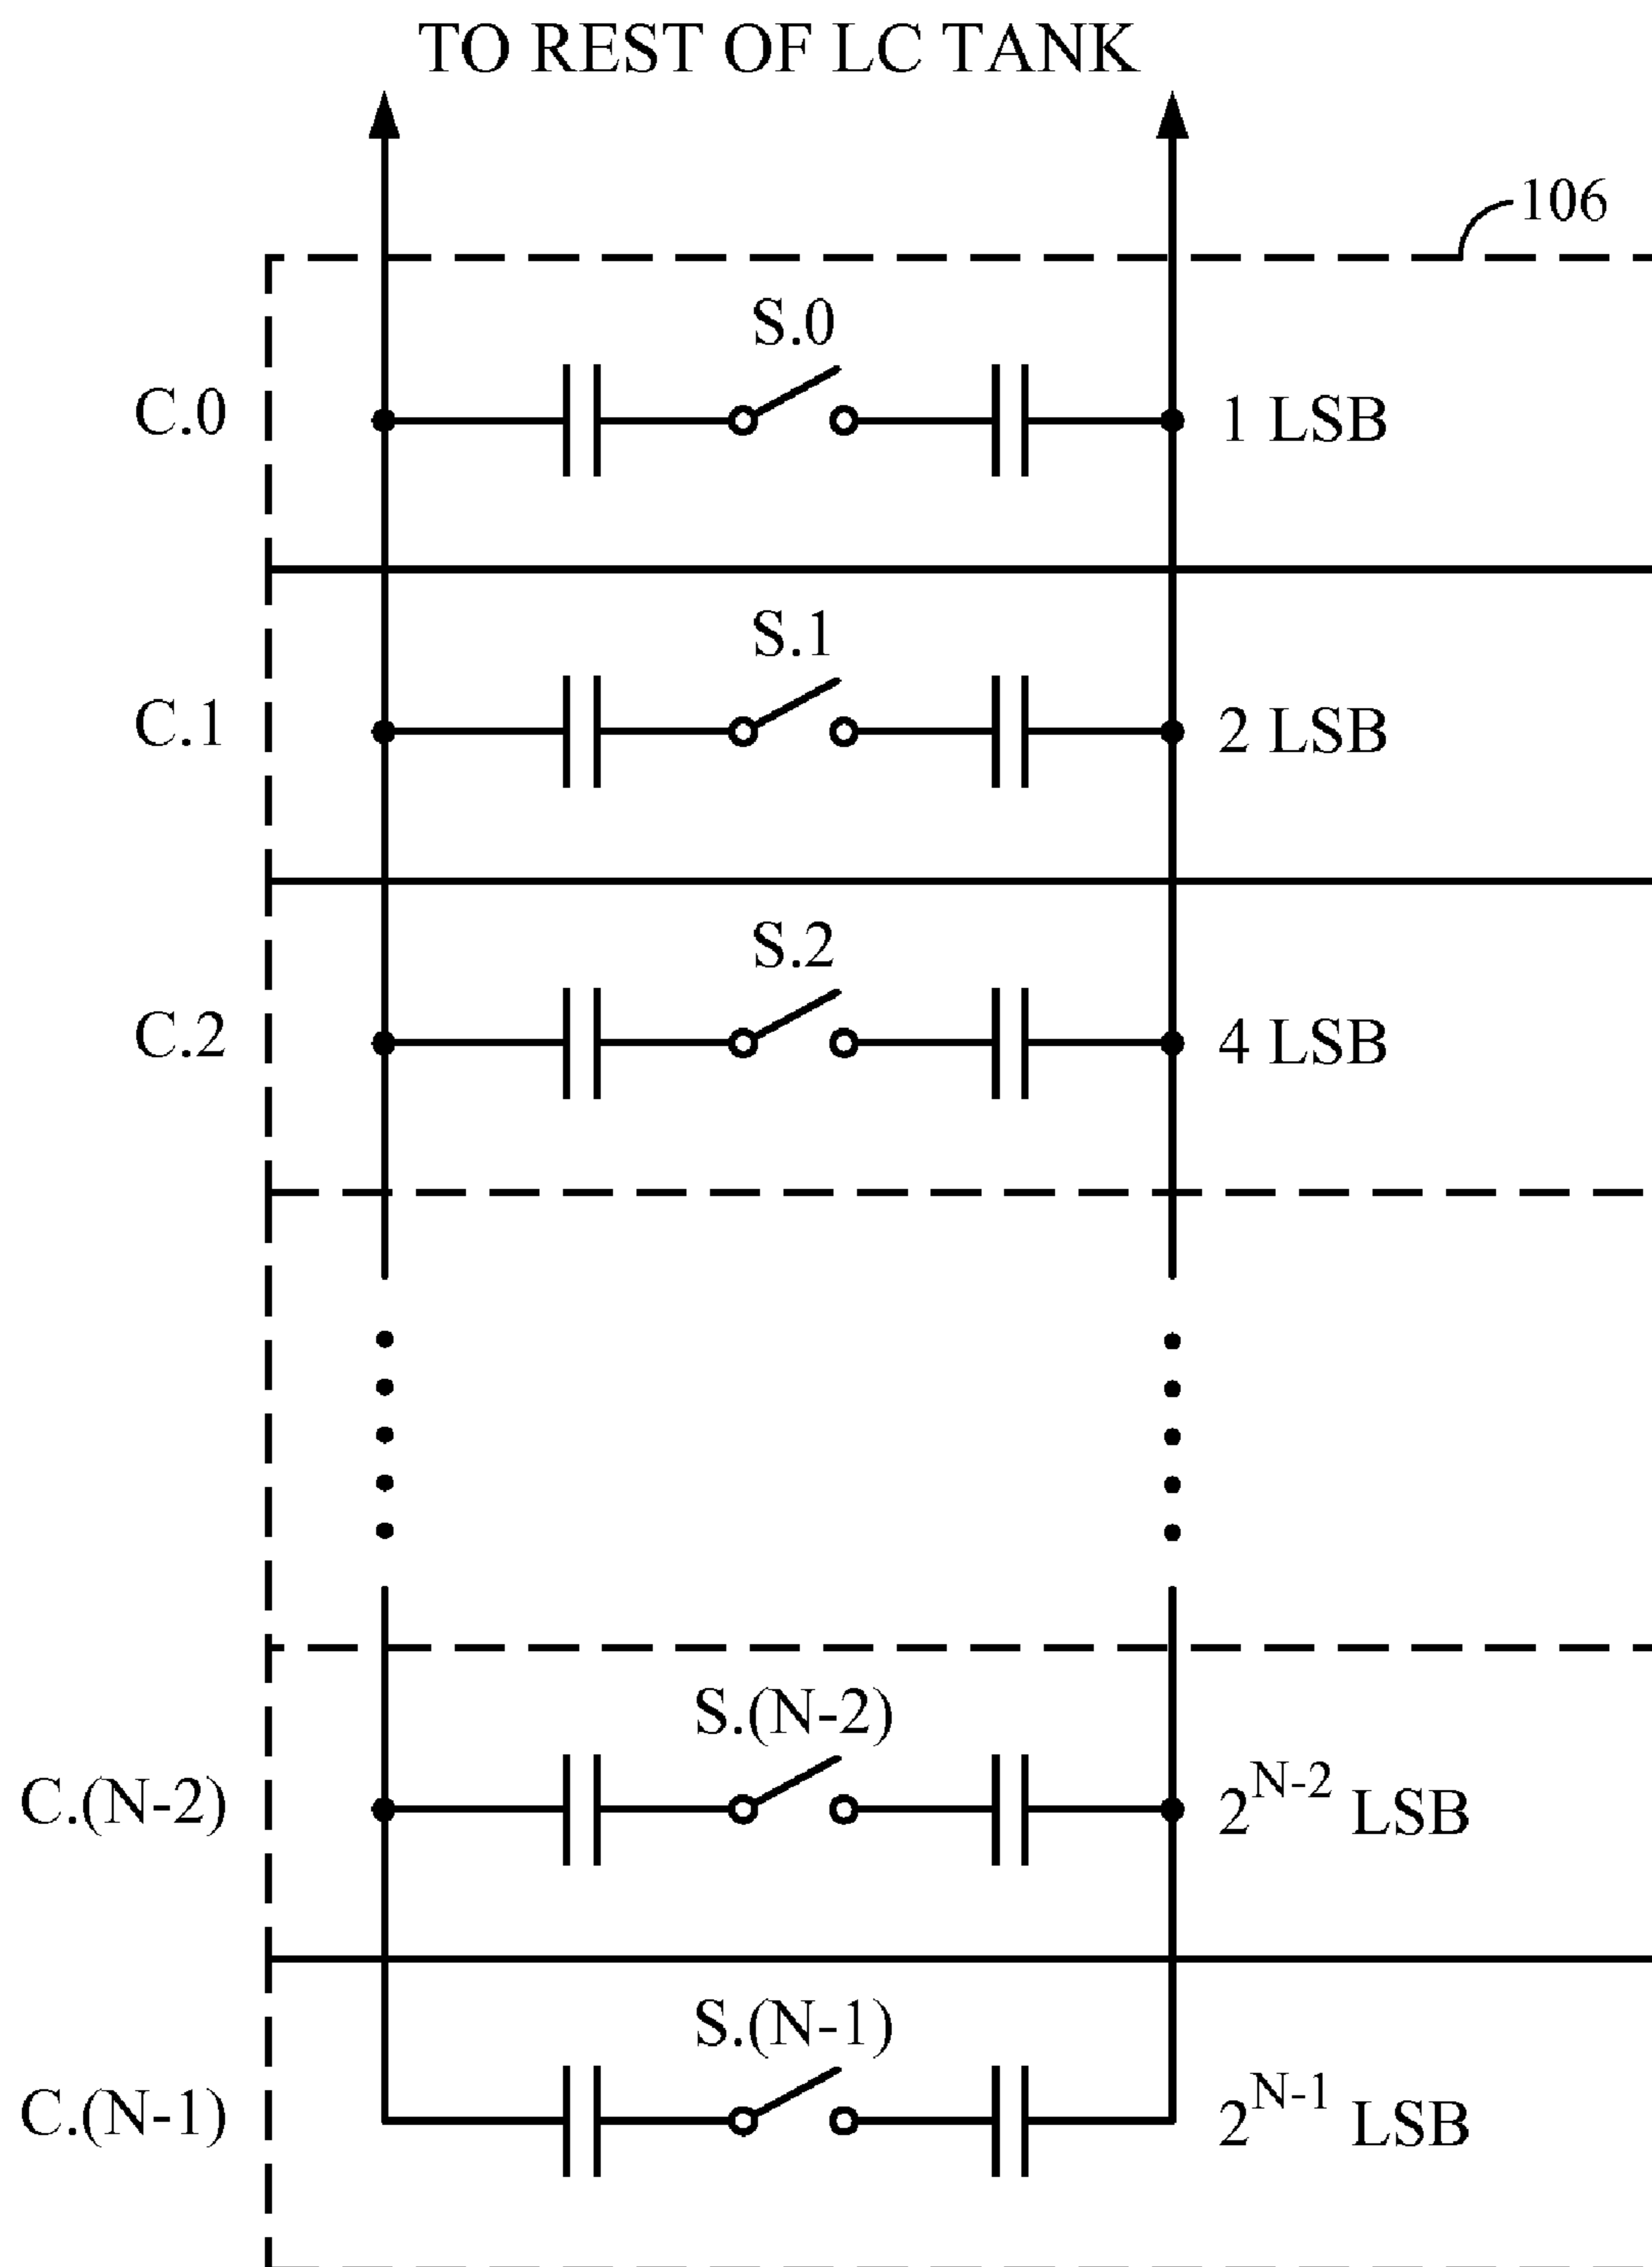 TO REST OF LC TANK
106
S.0
C.0
1 LSB
S.1
C.1
2 LSB
S.2
C.2
4 LSB
S.(N-2)
C.(N-2)
2^N-2 LSB
S.(N-1)
C.(N-1)
2^N-1 LSB